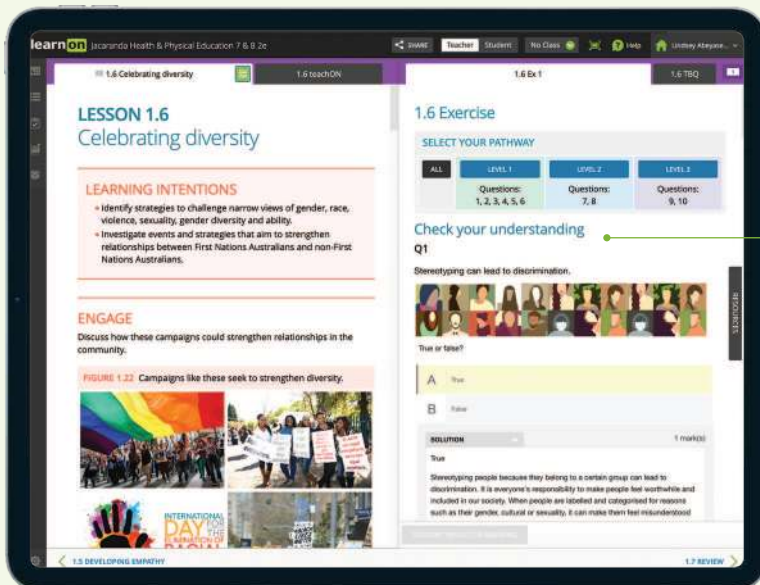 learnon Jacaranda Health & Physical Education 7 & 8 2e
SHARE Teacher Student No Class Help Lindsey Abeyase...
1.6 Celebrating diversity
1.6 teachON
1.6 Ex 1
1.6 TBQ
LESSON 1.6
Celebrating diversity
LEARNING INTENTIONS
• Identify strategies to challenge narrow views of gender, race,
violence, sexuality, gender diversity and ability.
• Investigate events and strategies that aim to strengthen
relationships between First Nations Australians and non-First
Nations Australians.
ENGAGE
Discuss how these campaigns could strengthen relationships in the
community.
FIGURE 1.22 Campaigns like these seek to strengthen diversity.
INTERNATIONAL
DAY FOR THE
ELIMINATION OF
RACIAL
1.5 DEVELOPING EMPATHY
1.6 Exercise
SELECT YOUR PATHWAY
ALL
LEVEL 1 LEVEL 2 LEVEL 3
Questions: Questions: Questions:
1, 2, 3, 4, 5, 6 7, 8 9, 10
Check your understanding
Q1
Stereotyping can lead to discrimination.
True or false?
A True
B False
SOLUTION 1 mark(s)
True
Stereotyping people because they belong to a certain group can lead to
discrimination. It is everyone's responsibility to make people feel worthwhile and
included in our society. When people are labelled and categorised for reasons
such as their gender, cultural or sexuality, it can make them feel misunderstood
RESOURCES
1.7 REVIEW